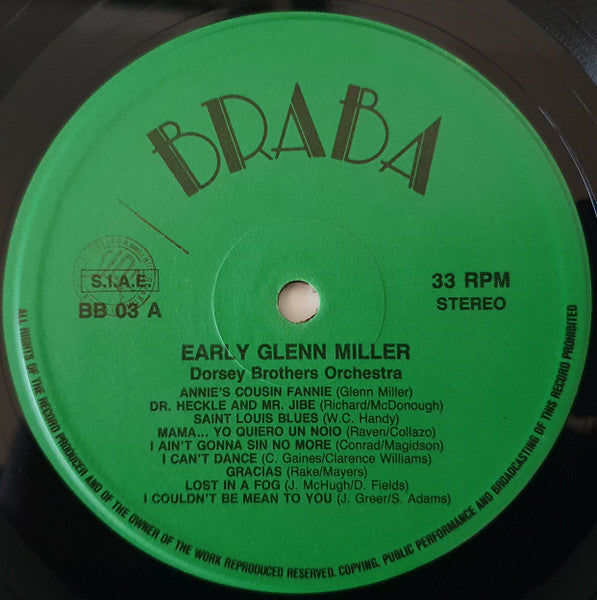 BRABA
S.I.A.E.
BB 03 A
33 RPM
STEREO
EARLY GLENN MILLER
Dorsey Brothers Orchestra
ANNIE'S COUSIN FANNIE (Glenn Miller)
DR. HECKLE AND MR. JIBE (Richard/McDonough)
SAINT LOUIS BLUES (W.C. Handy)
MAMA... YO QUIERO UN NOIO (Raven/Collazo)
I AIN'T GONNA SIN NO MORE (Conrad/Magidson)
I CAN'T DANCE (C. Gaines/Clarence Williams)
GRACIAS (Rake/Mayers)
LOST IN A FOG (J. McHugh/D. Fields)
I COULDN'T BE MEAN TO YOU (J. Greer/S. Adams)
ALL RIGHTS OF THE RECORD PRODUCER AND OF THE OWNER OF THE WORK REPRODUCED RESERVED. COPYING, PUBLIC PERFORMANCE AND BROADCASTING OF THIS RECORD PROHIBITED